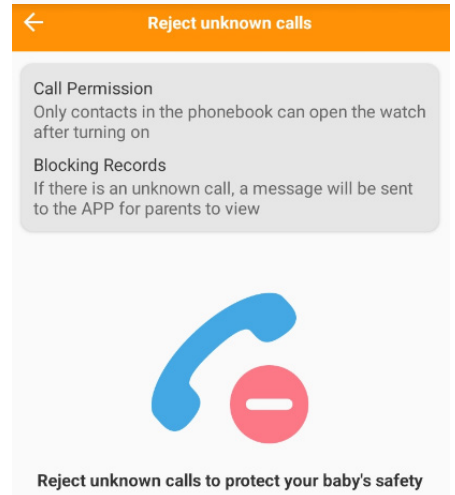 Reject unknown calls
Call Permission
Only contacts in the phonebook can open the watch
after turning on
Blocking Records
If there is an unknown call, a message will be sent
to the APP for parents to view
Reject unknown calls to protect your baby's safety